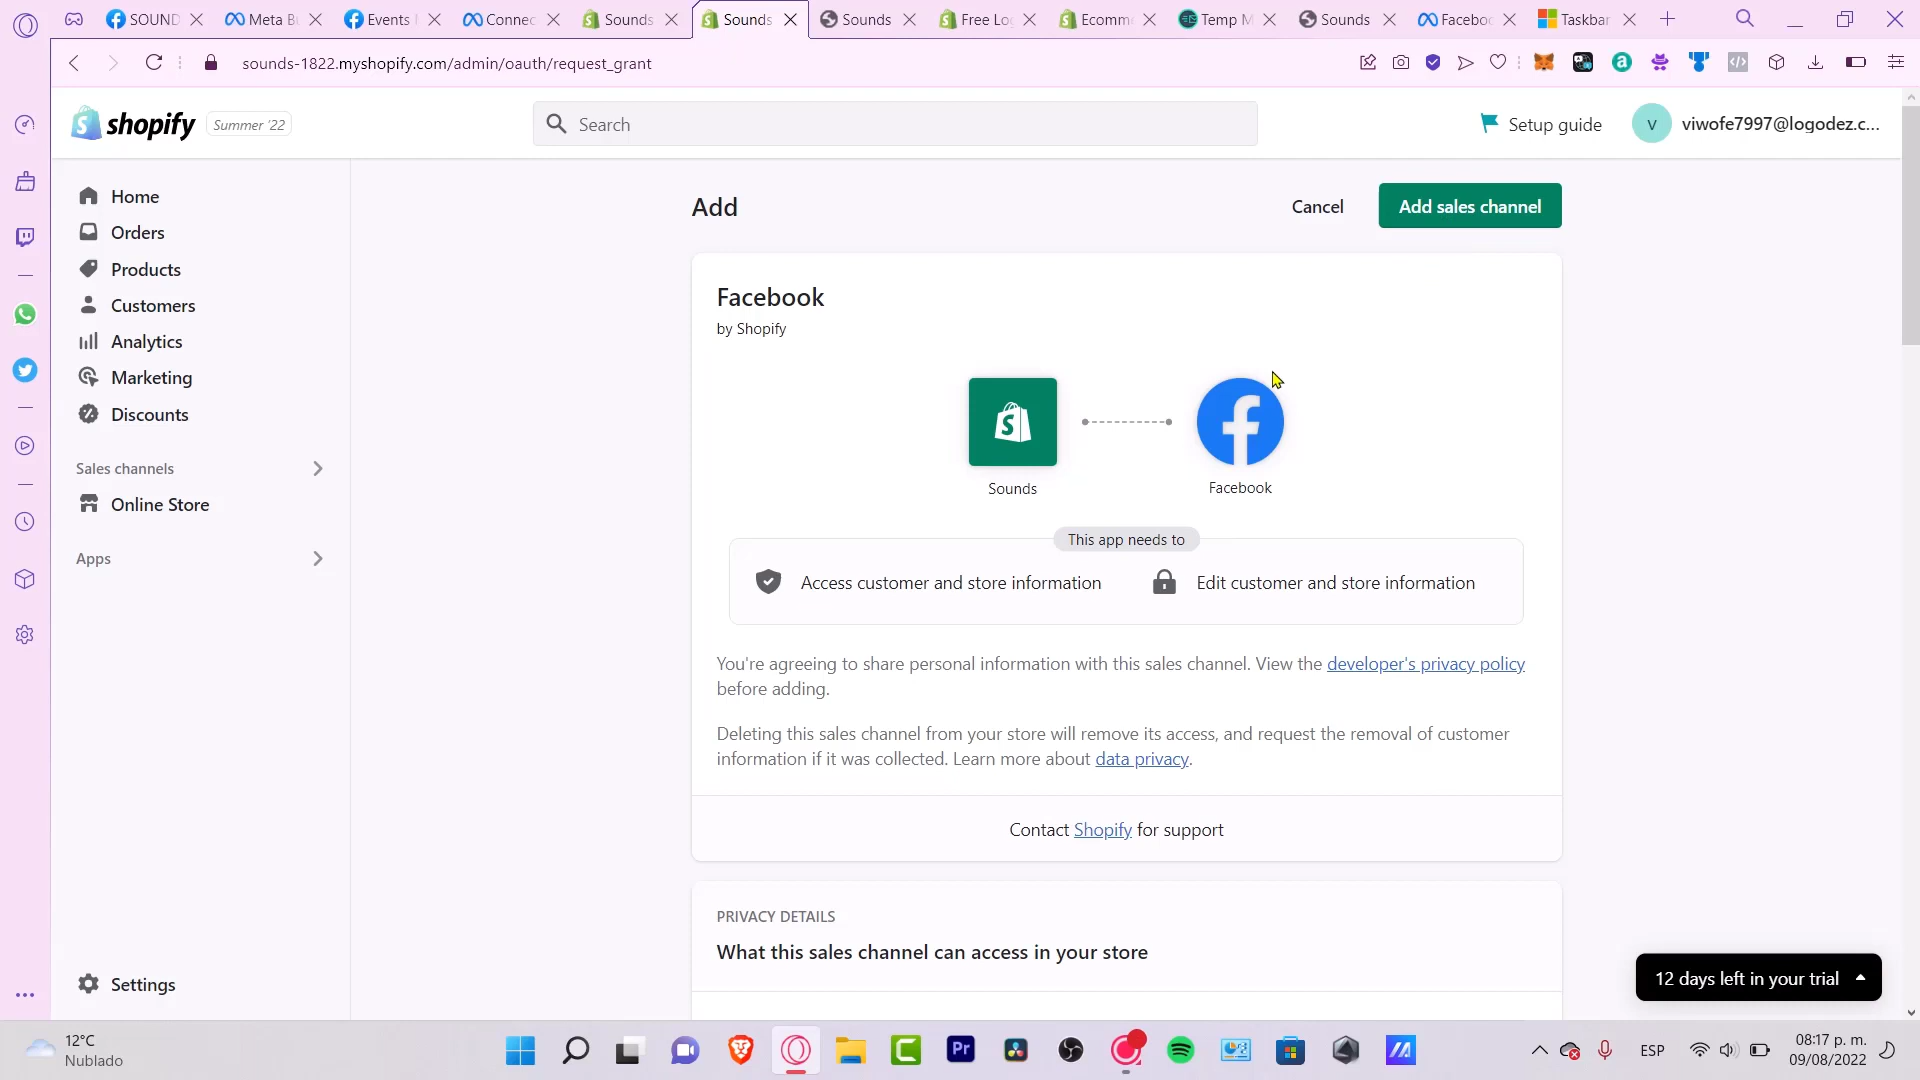 SOUND
Meta Bu
Events
Connec
Sounds
Sounds
Sounds
Free Lo
Ecomm
Temp M
Sounds
Faceboo
Taskbar
sounds-1822.myshopify.com/admin/oauth/request_grant
shopify
Summer '22
Search
Setup guide
V
viwofe7997@logodez.c...
Home
Orders
Products
Customers
Analytics
Marketing
Discounts
Sales channels
Online Store
Apps
Settings
Add
Cancel
Add sales channel
Facebook
by Shopify
Sounds
Facebook
This app needs to
Access customer and store information
Edit customer and store information
You're agreeing to share personal information with this sales channel. View the developer's privacy policy
before adding.
Deleting this sales channel from your store will remove its access, and request the removal of customer
information if it was collected. Learn more about data privacy.
Contact Shopify for support
PRIVACY DETAILS
What this sales channel can access in your store
12 days left in your trial
12°C
Nublado
Pr
ESP
08:17 p. m.
09/08/2022